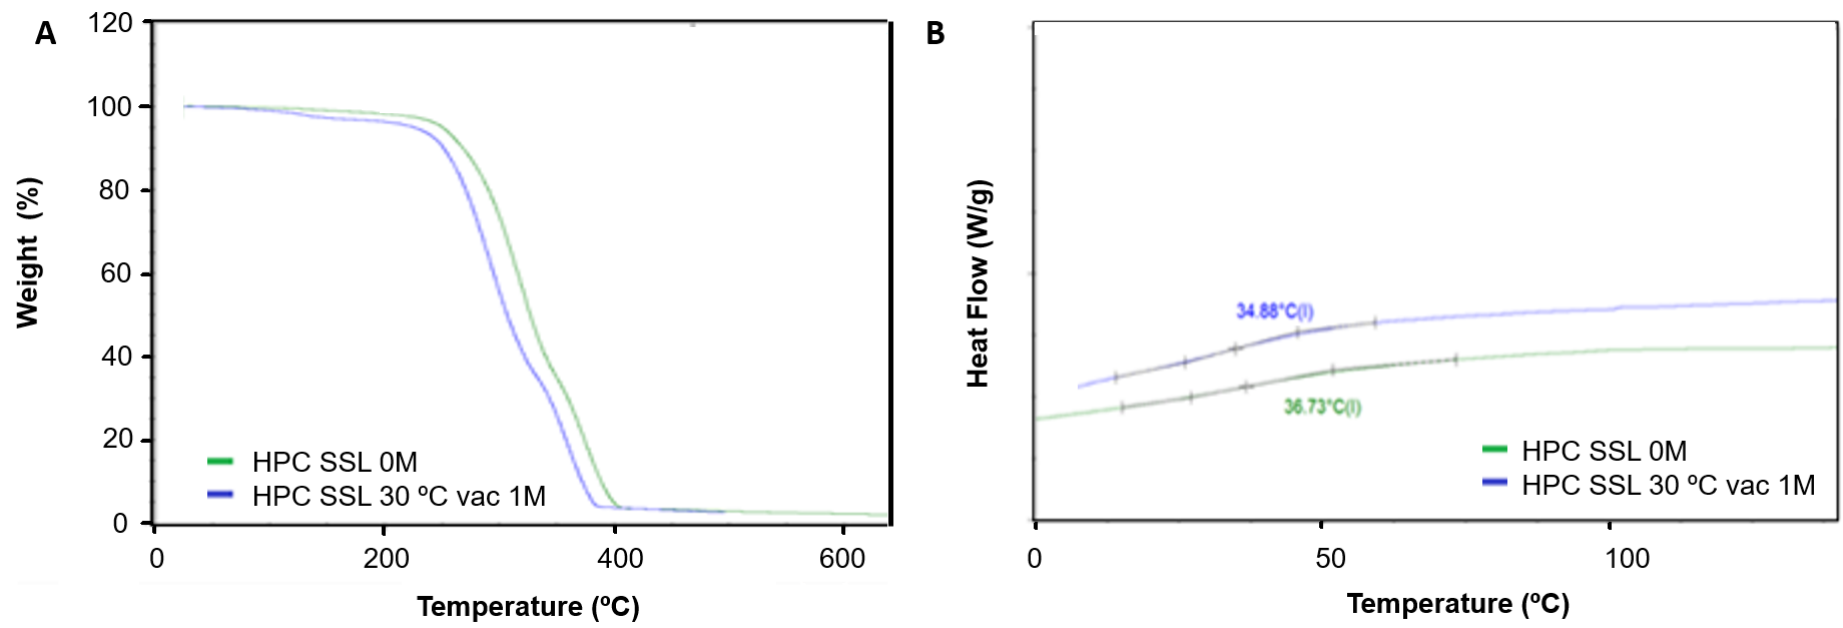 A
120
100
80
60
40
20
0
Weight (%)
HPC SSL 0M
HPC SSL 30 ºC vac 1M
0
200
400
600
Temperature (ºC)
B
Heat Flow (W/g)
34.88°C(I)
36.73°C(I)
HPC SSL 0M
HPC SSL 30 ºC vac 1M
0
50
100
Temperature (ºC)